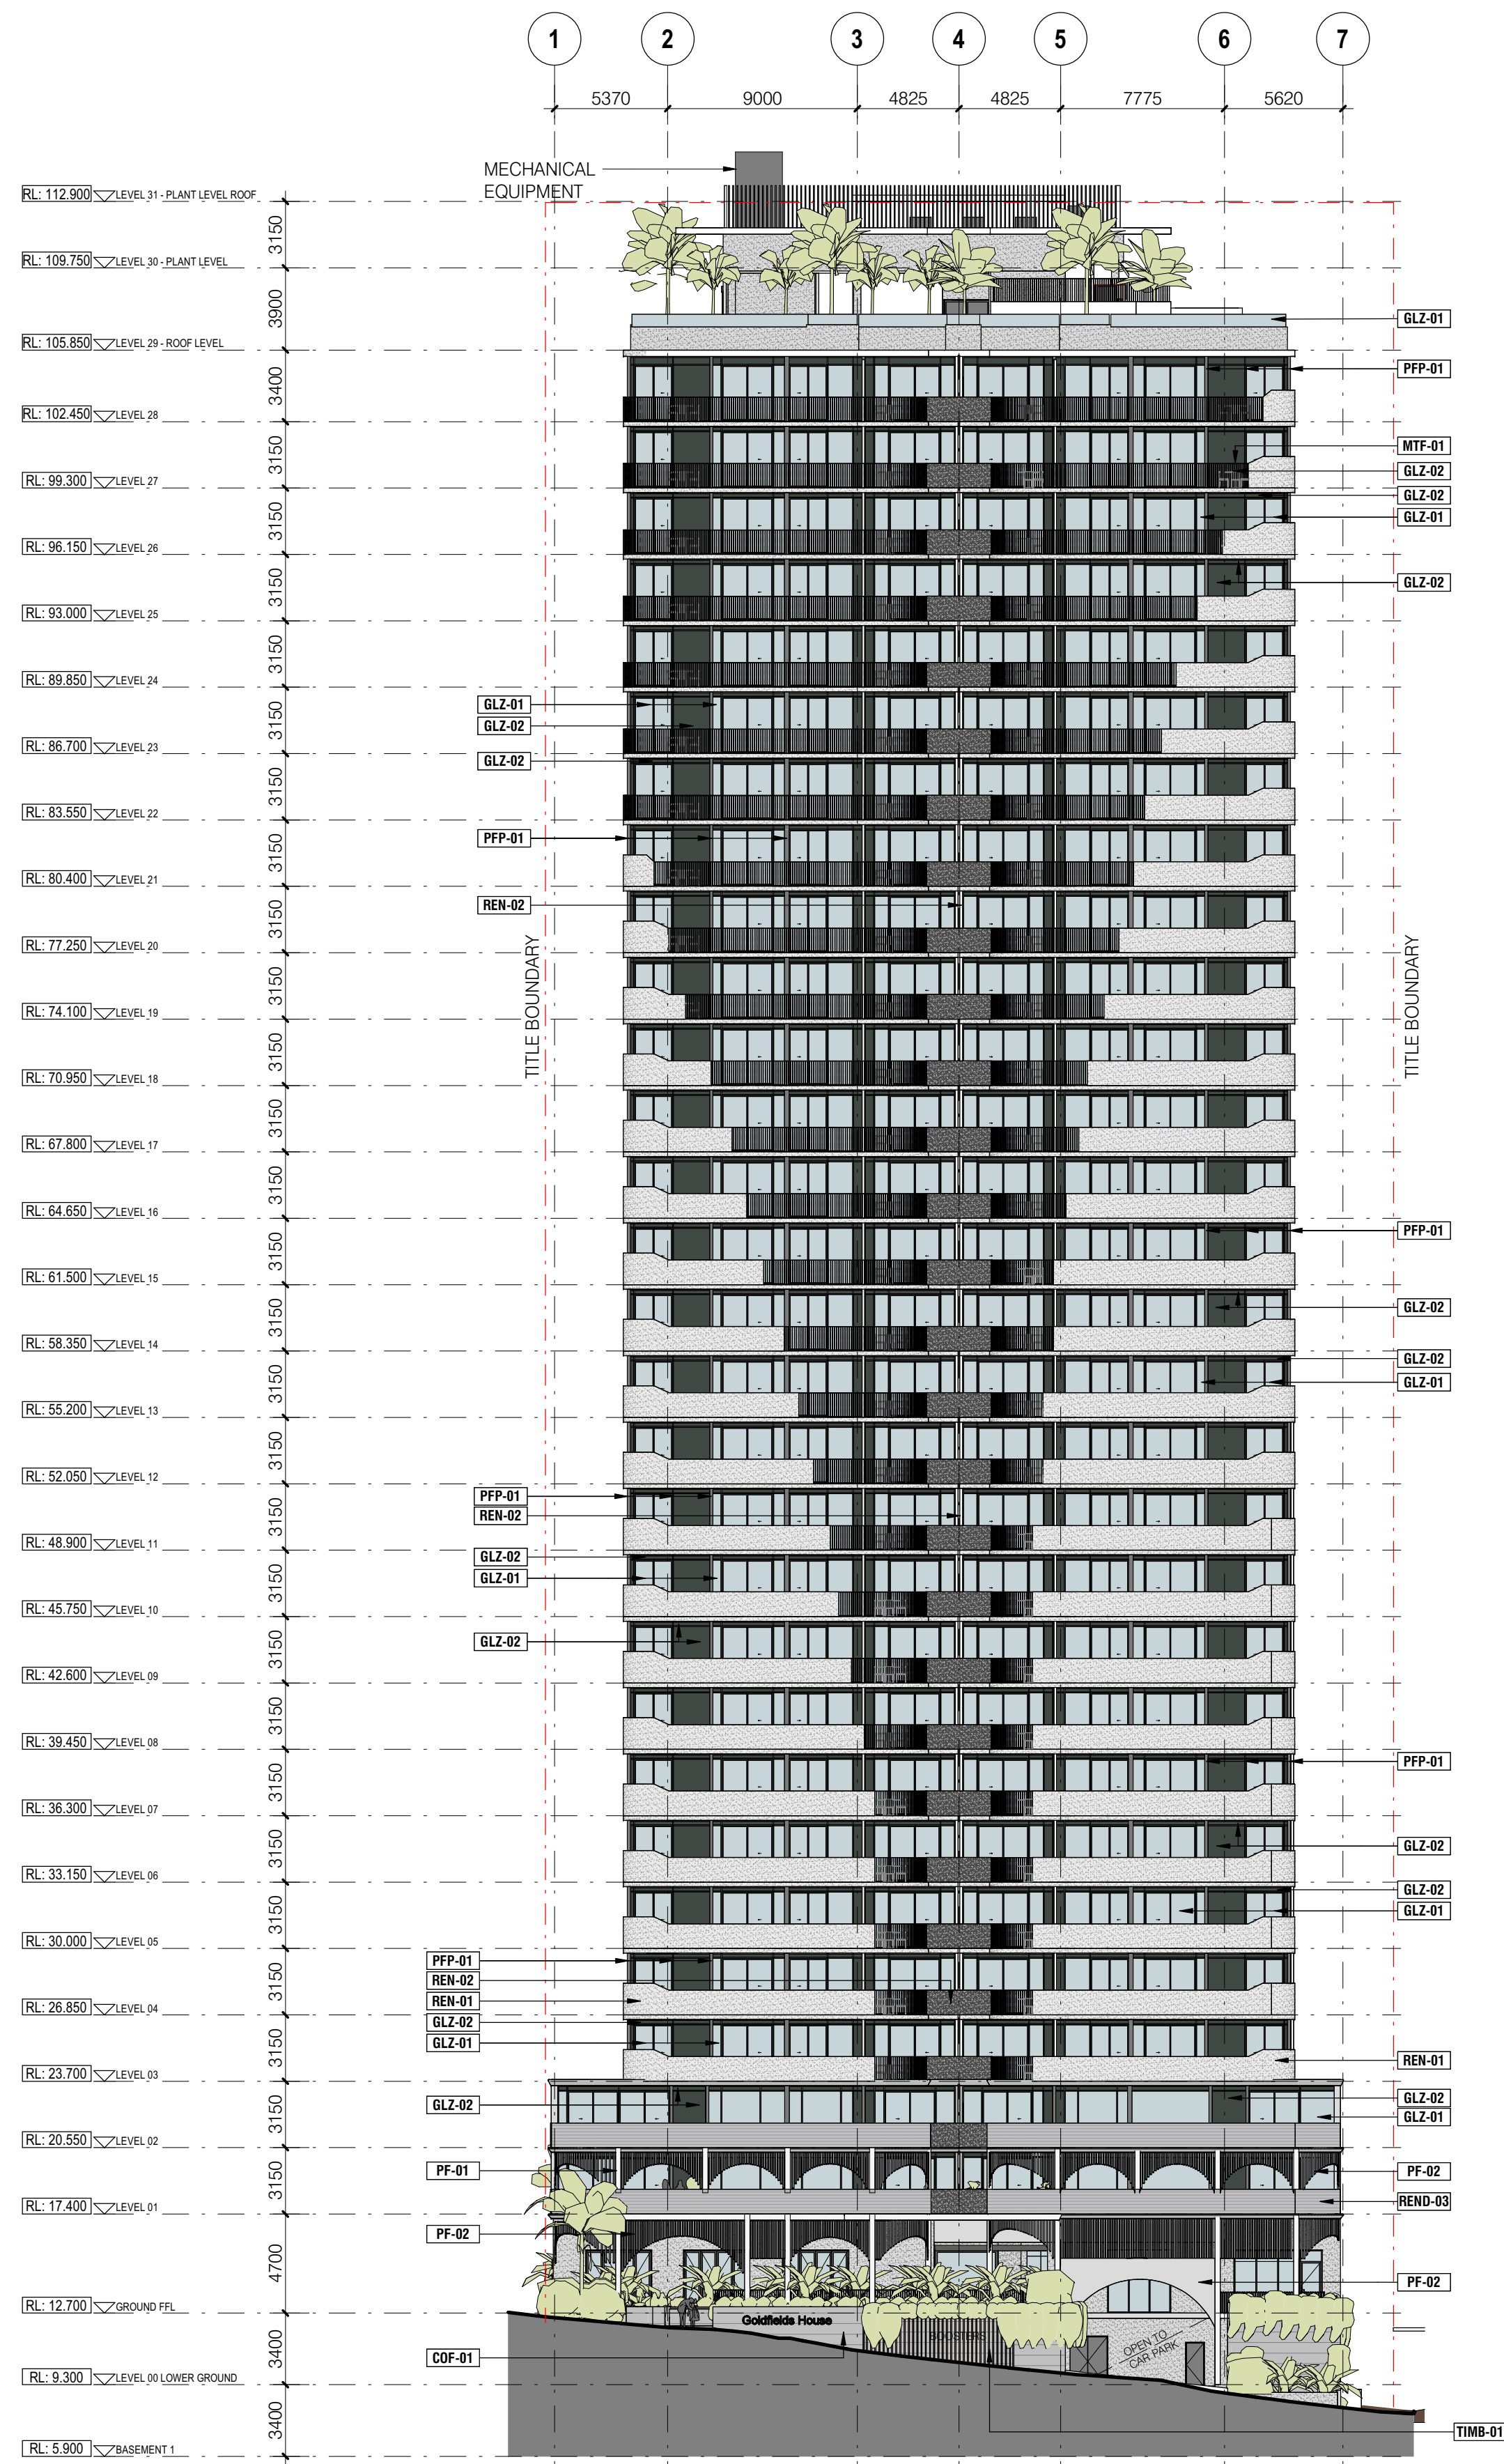 1 2 3 4 5 6 7
5370 9000 4825 4825 7775 5620
MECHANICAL
EQUIPMENT
RL: 112.900 LEVEL 31 - PLANT LEVEL ROOF
3150
RL: 109.750 LEVEL 30 - PLANT LEVEL
3900
GLZ-01
RL: 105.850 LEVEL 29 - ROOF LEVEL
3400
PFP-01
RL: 102.450 LEVEL 28
3150
MTF-01
GLZ-02
RL: 99.300 LEVEL 27
GLZ-02
3150
GLZ-01
RL: 96.150 LEVEL 26
3150
GLZ-02
RL: 93.000 LEVEL 25
3150
RL: 89.850 LEVEL 24
GLZ-01
3150
GLZ-02
RL: 86.700 LEVEL 23
GLZ-02
3150
RL: 83.550 LEVEL 22
3150
PFP-01
RL: 80.400 LEVEL 21
3150
REN-02
RL: 77.250 LEVEL 20
TITLE BOUNDARY
TITLE BOUNDARY
3150
RL: 74.100 LEVEL 19
3150
RL: 70.950 LEVEL 18
3150
RL: 67.800 LEVEL 17
3150
RL: 64.650 LEVEL 16
3150
PFP-01
RL: 61.500 LEVEL 15
3150
GLZ-02
RL: 58.350 LEVEL 14
GLZ-02
3150
GLZ-01
RL: 55.200 LEVEL 13
3150
RL: 52.050 LEVEL 12
PFP-01
3150
REN-02
RL: 48.900 LEVEL 11
GLZ-02
3150
GLZ-01
RL: 45.750 LEVEL 10
3150
GLZ-02
RL: 42.600 LEVEL 09
3150
RL: 39.450 LEVEL 08
3150
PFP-01
RL: 36.300 LEVEL 07
3150
GLZ-02
RL: 33.150 LEVEL 06
GLZ-02
3150
GLZ-01
RL: 30.000 LEVEL 05
PFP-01
3150
REN-02
REN-01
RL: 26.850 LEVEL 04
GLZ-02
3150
GLZ-01
REN-01
RL: 23.700 LEVEL 03
3150
GLZ-02
GLZ-02
GLZ-01
RL: 20.550 LEVEL 02
3150
PF-01
PF-02
RL: 17.400 LEVEL 01
REND-03
PF-02
4700
PF-02
RL: 12.700 GROUND FFL
Goldfields House
BOOSTERS
3400
OPEN TO
CAR PARK
COF-01
RL: 9.300 LEVEL 00 LOWER GROUND
3400
TIMB-01
RL: 5.900 BASEMENT 1